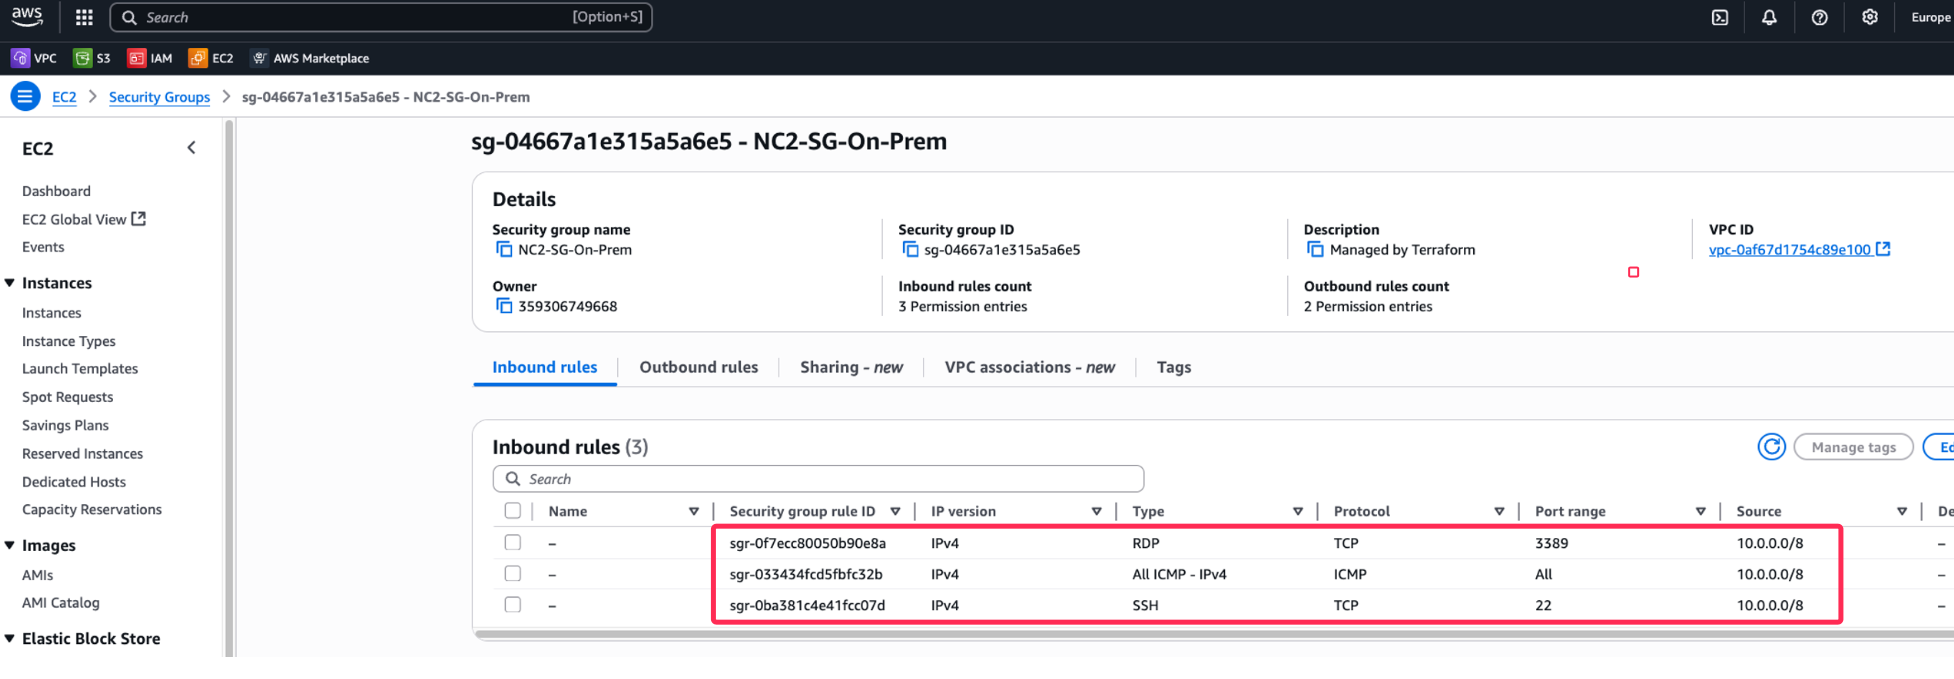 aws
Search [Option+S] Europe
VPC S3 IAM EC2 AWS Marketplace
EC2 > Security Groups > sg-04667a1e315a5a6e5 - NC2-SG-On-Prem
EC2
Dashboard
EC2 Global View
Events
Instances
Instances
Instance Types
Launch Templates
Spot Requests
Savings Plans
Reserved Instances
Dedicated Hosts
Capacity Reservations
Images
AMIs
AMI Catalog
Elastic Block Store
sg-04667a1e315a5a6e5 - NC2-SG-On-Prem
Details
Security group name
NC2-SG-On-Prem
Security group ID
sg-04667a1e315a5a6e5
Description
Managed by Terraform
VPC ID
vpc-0af67d1754c89e100
Owner
359306749668
Inbound rules count
3 Permission entries
Outbound rules count
2 Permission entries
Inbound rules Outbound rules Sharing - new VPC associations - new Tags
Inbound rules (3)
Manage tags Ed
Search
Name Security group rule ID IP version Type Protocol Port range Source De
– sgr-0f7ecc80050b90e8a IPv4 RDP TCP 3389 10.0.0.0/8 –
– sgr-033434fcd5fbfc32b IPv4 All ICMP - IPv4 ICMP All 10.0.0.0/8 –
– sgr-0ba381c4e41fcc07d IPv4 SSH TCP 22 10.0.0.0/8 –